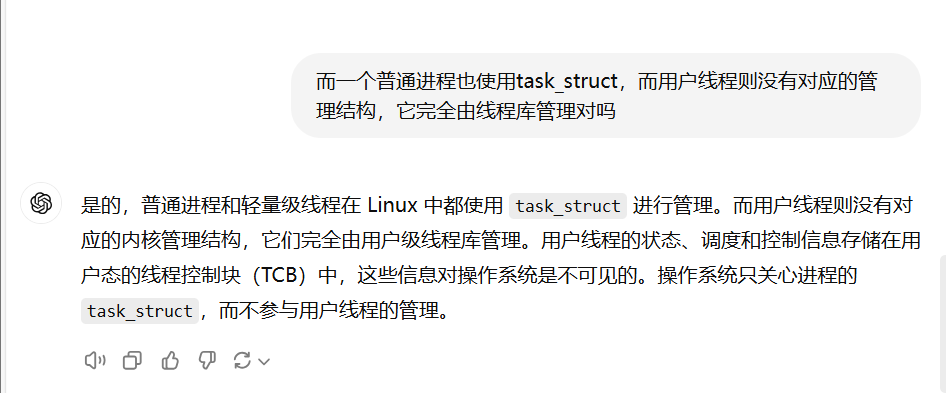 而一个普通进程也使用task_struct，而用户线程则没有对应的管
理结构，它完全由线程库管理对吗
是的，普通进程和轻量级线程在 Linux 中都使用 task_struct 进行管理。而用户线程则没有对
应的内核管理结构，它们完全由用户级线程库管理。用户线程的状态、调度和控制信息存储在用
户态的线程控制块（TCB）中，这些信息对操作系统是不可见的。操作系统只关心进程的
task_struct，而不参与用户线程的管理。